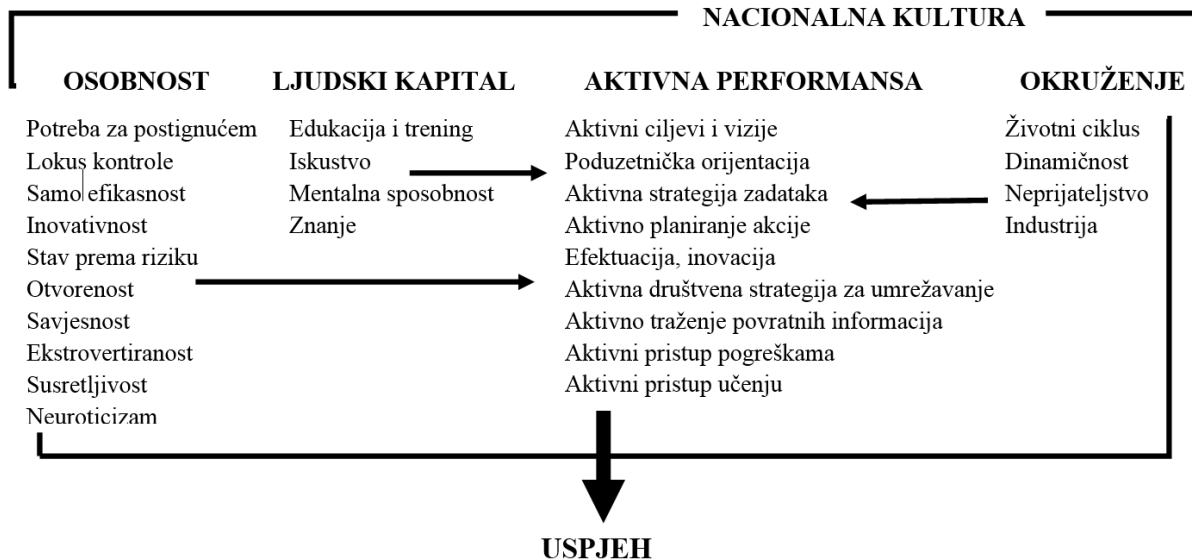 NACIONALNA KULTURA
OSOBNOST
Potreba za postignućem
Lokus kontrole
Samo efikasnost
Inovativnost
Stav prema riziku
Otvorenost
Savjesnost
Ekstrovertiranost
Susretljivost
Neuroticizam
LJUDSKI KAPITAL
Edukacija i trening
Iskustvo
Mentalna sposobnost
Znanje
AKTIVNA PERFORMANSA
Aktivni ciljevi i vizije
Poduzetnička orijentacija
Aktivna strategija zadataka
Aktivno planiranje akcije
Efektuacija, inovacija
Aktivna društvena strategija za umrežavanje
Aktivno traženje povratnih informacija
Aktivni pristup pogreškama
Aktivni pristup učenju
OKRUŽENJE
Životni ciklus
Dinamičnost
Neprijateljstvo
Industrija
USPJEH